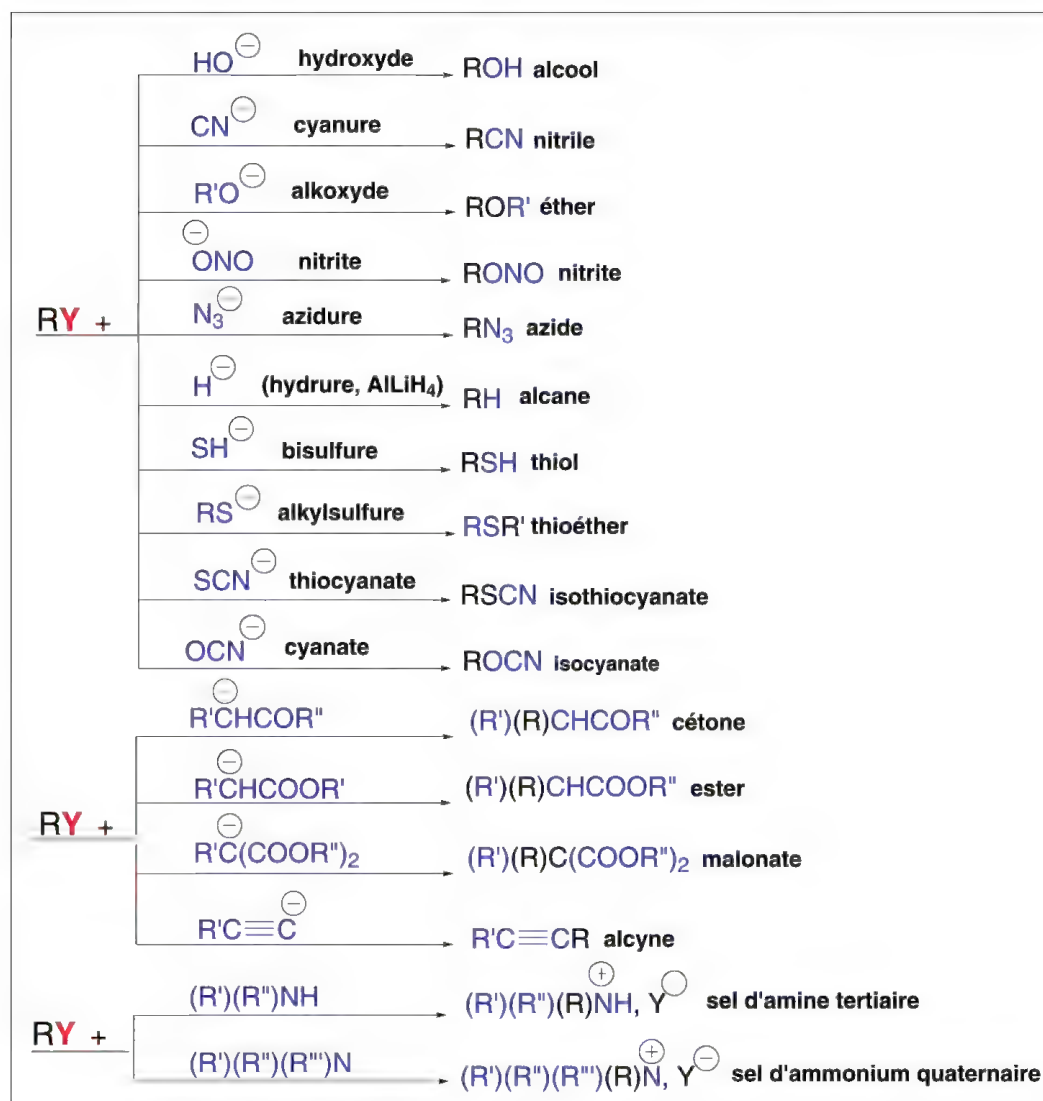 HO⊖ hydroxyde ROH alcool
CN⊖ cyanure RCN nitrile
R'O⊖ alkoxyde ROR' éther
⊖ONO nitrite RONO nitrite
RY +
N₃⊖ azidure RN₃ azide
H⊖ (hydrure, AlLiH₄) RH alcane
SH⊖ bisulfure RSH thiol
RS⊖ alkylsulfure RSR' thioéther
SCN⊖ thiocyanate RSCN isothiocyanate
OCN⊖ cyanate ROCN isocyanate
R'C⊖HCOR" (R')(R)CHCOR" cétone
R'C⊖HCOOR' (R')(R)CHCOOR" ester
RY +
R'C⊖(COOR")₂ (R')(R)C(COOR")₂ malonate
R'C≡C⊖ R'C≡CR alcyne
(R')(R")NH (R')(R")(R)N⊕H, Y○ sel d'amine tertiaire
RY +
(R')(R")(R"')N (R')(R")(R"')(R)N⊕, Y⊖ sel d'ammonium quaternaire